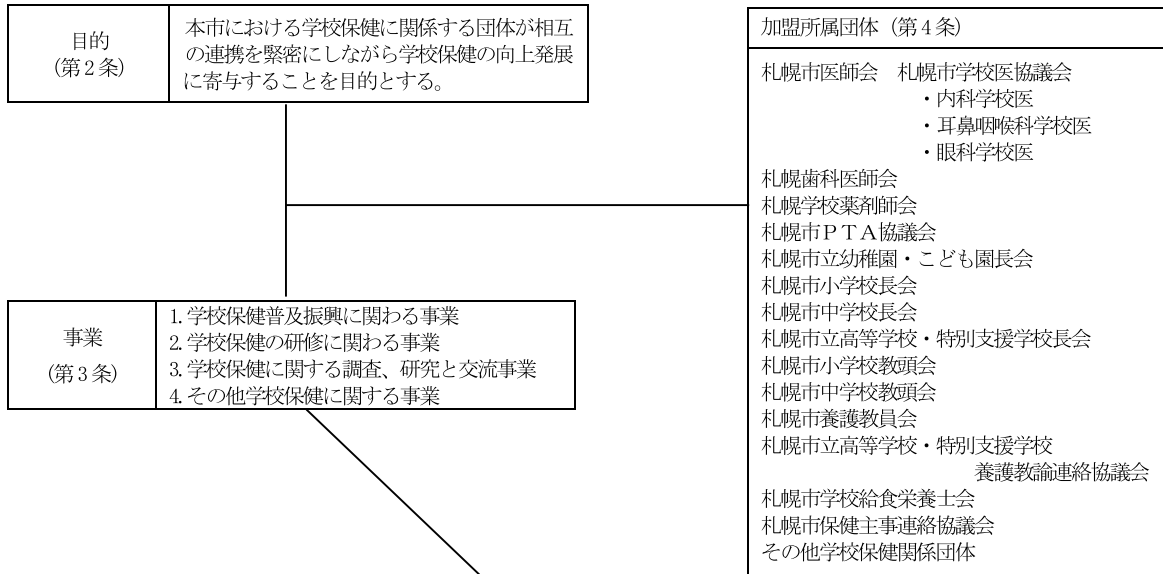 目的
(第2条)
本市における学校保健に関係する団体が相互
の連携を緊密にしながら学校保健の向上発展
に寄与することを目的とする。
事業
(第3条)
1.学校保健普及振興に関わる事業
2.学校保健の研修に関わる事業
3.学校保健に関する調査、研究と交流事業
4.その他学校保健に関する事業
加盟所属団体(第4条)
札幌市医師会 札幌市学校医協議会
・内科学校医
・耳鼻咽喉科学校医
・眼科学校医
札幌歯科医師会
札幌学校薬剤師会
札幌市PTA協議会
札幌市立幼稚園・こども園長会
札幌市小学校長会
札幌市中学校長会
札幌市立高等学校・特別支援学校長会
札幌市小学校教頭会
札幌市中学校教頭会
札幌市養護教員会
札幌市立高等学校・特別支援学校
養護教諭連絡協議会
札幌市学校給食栄養士会
札幌市保健主事連絡協議会
その他学校保健関係団体